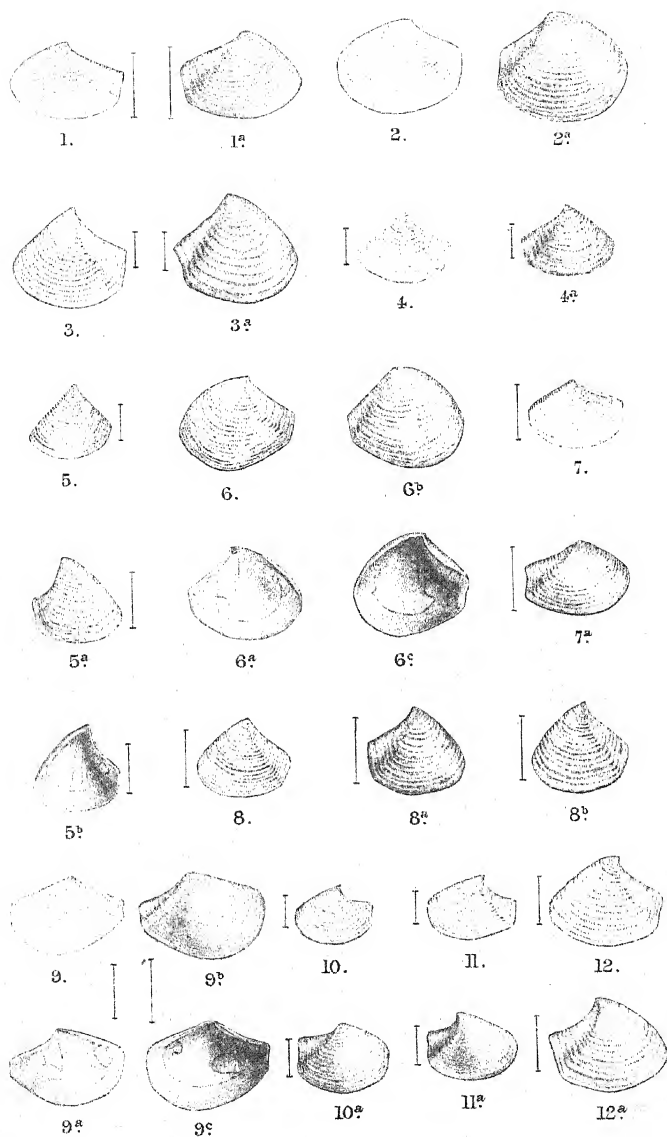 1. 1a. 2. 2a.
3. 3a. 4. 4a.
5. 6. 6b. 7.
5a. 6a. 6c. 7a.
5b. 8. 8a. 8b.
9. 9b. 10. 11. 12.
9a. 9c. 10a. 11a. 12a.